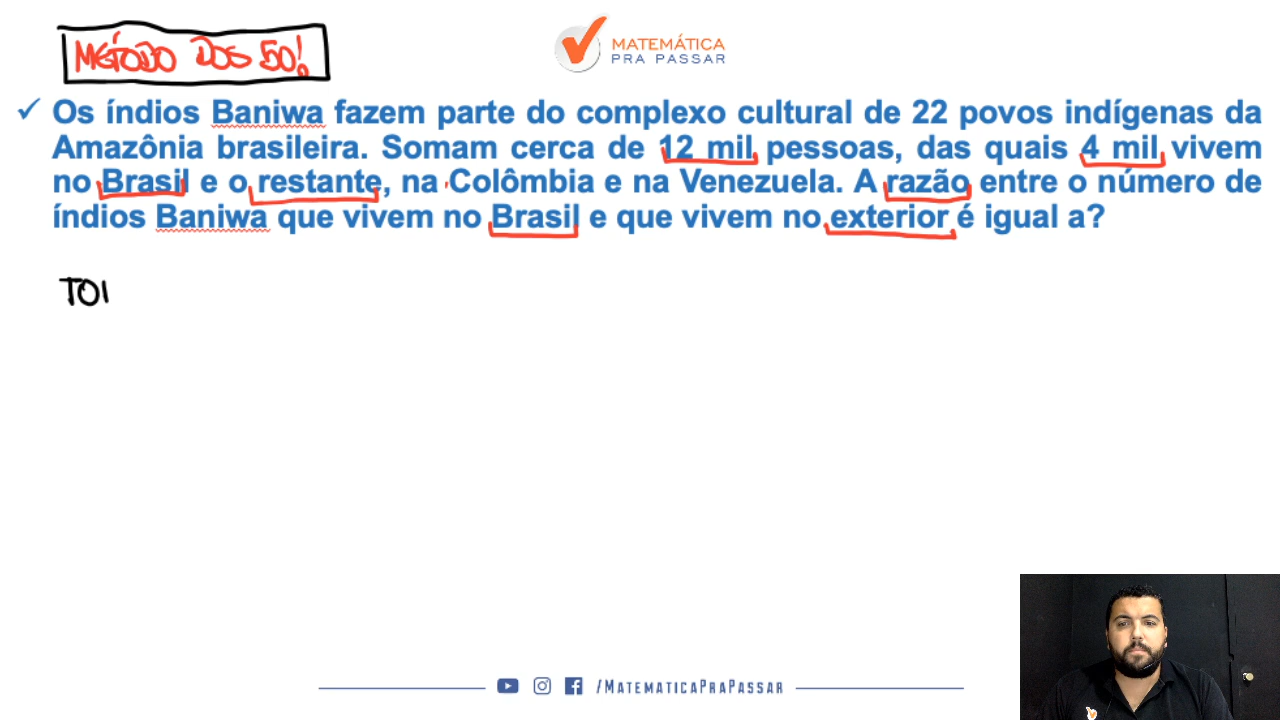 MÉTODO DOS 50!
MATEMÁTICA
PRA PASSAR
✓ Os índios Baniwa fazem parte do complexo cultural de 22 povos indígenas da
Amazônia brasileira. Somam cerca de 12 mil pessoas, das quais 4 mil vivem
no Brasil e o restante, na Colômbia e na Venezuela. A razão entre o número de
índios Baniwa que vivem no Brasil e que vivem no exterior é igual a?
TOI
/MATEMATICAPRAPASSAR